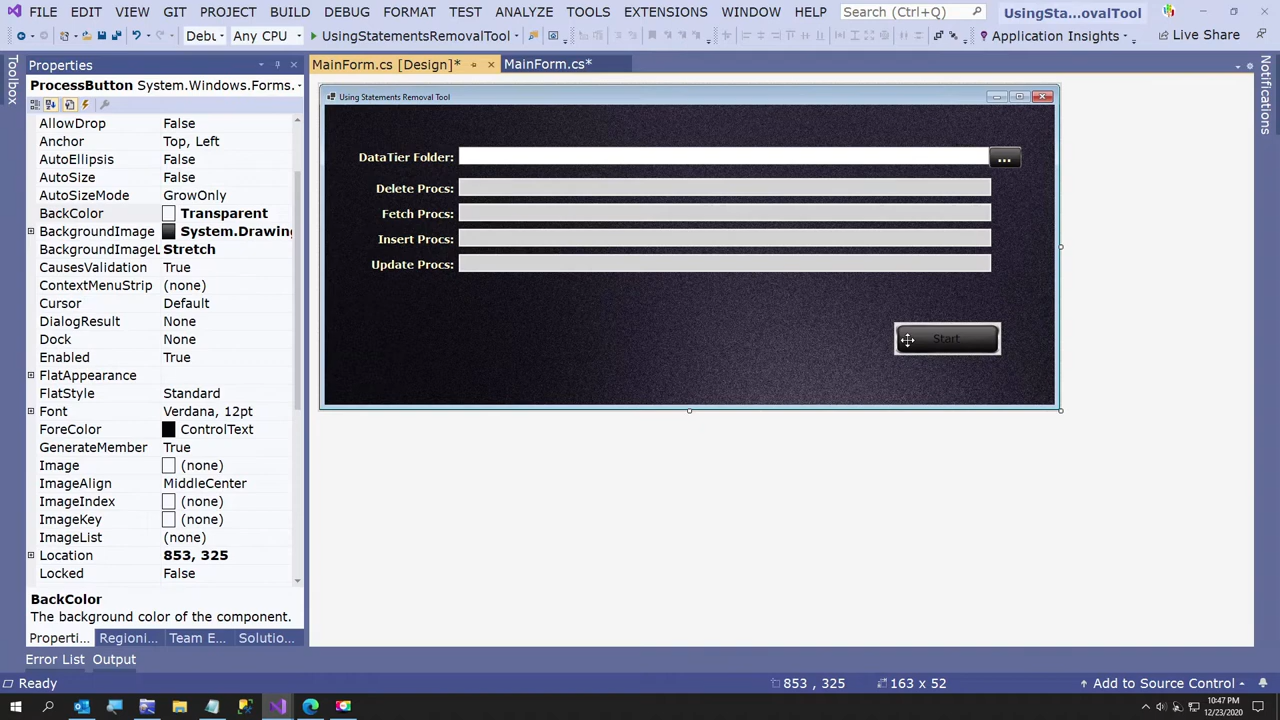 FILE EDIT VIEW GIT PROJECT BUILD DEBUG FORMAT TEST ANALYZE TOOLS EXTENSIONS WINDOW HELP Search (Ctrl+Q) UsingSta...ovalTool
Debu Any CPU UsingStatementsRemovalTool Application Insights Live Share
Toolbox
Properties
ProcessButton System.Windows.Forms.
AllowDrop False
Anchor Top, Left
AutoEllipsis False
AutoSize False
AutoSizeMode GrowOnly
BackColor Transparent
BackgroundImage System.Drawing
BackgroundImageL Stretch
CausesValidation True
ContextMenuStrip (none)
Cursor Default
DialogResult None
Dock None
Enabled True
FlatAppearance
FlatStyle Standard
Font Verdana, 12pt
ForeColor ControlText
GenerateMember True
Image (none)
ImageAlign MiddleCenter
ImageIndex (none)
ImageKey (none)
ImageList (none)
Location 853, 325
Locked False
BackColor
The background color of the component.
Properti... Regioni... Team E... Solutio...
MainForm.cs [Design]* MainForm.cs*
Using Statements Removal Tool
DataTier Folder: ...
Delete Procs:
Fetch Procs:
Insert Procs:
Update Procs:
Start
Notifications
Error List Output
Ready 853 , 325 163 x 52 Add to Source Control
10:47 PM
12/23/2020